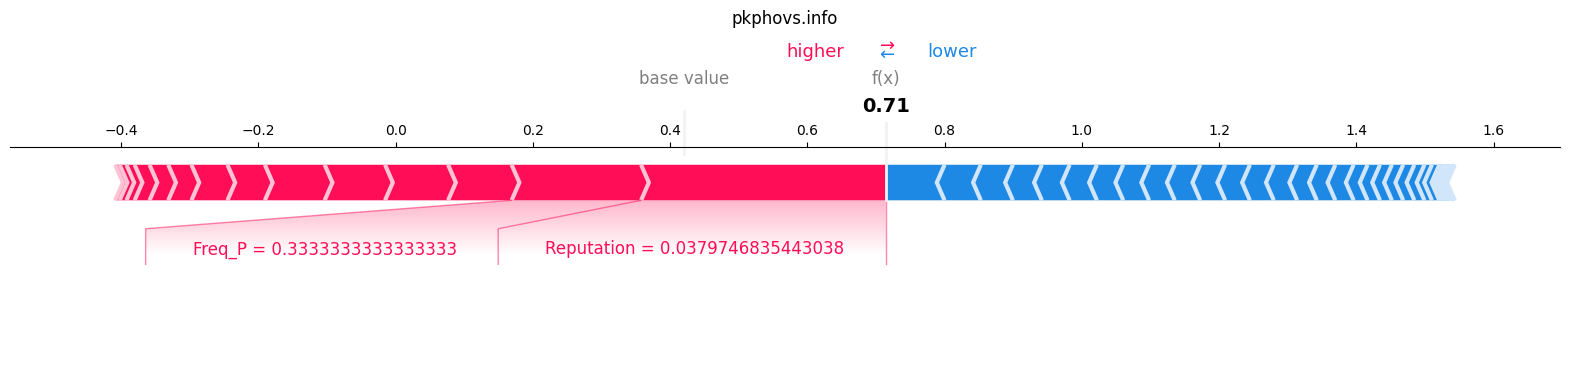 pkphovs.info
higher ⇄ lower
base value f(x)
0.71
−0.4 −0.2 0.0 0.2 0.4 0.6 0.8 1.0 1.2 1.4 1.6
Freq_P = 0.3333333333333333 Reputation = 0.0379746835443038